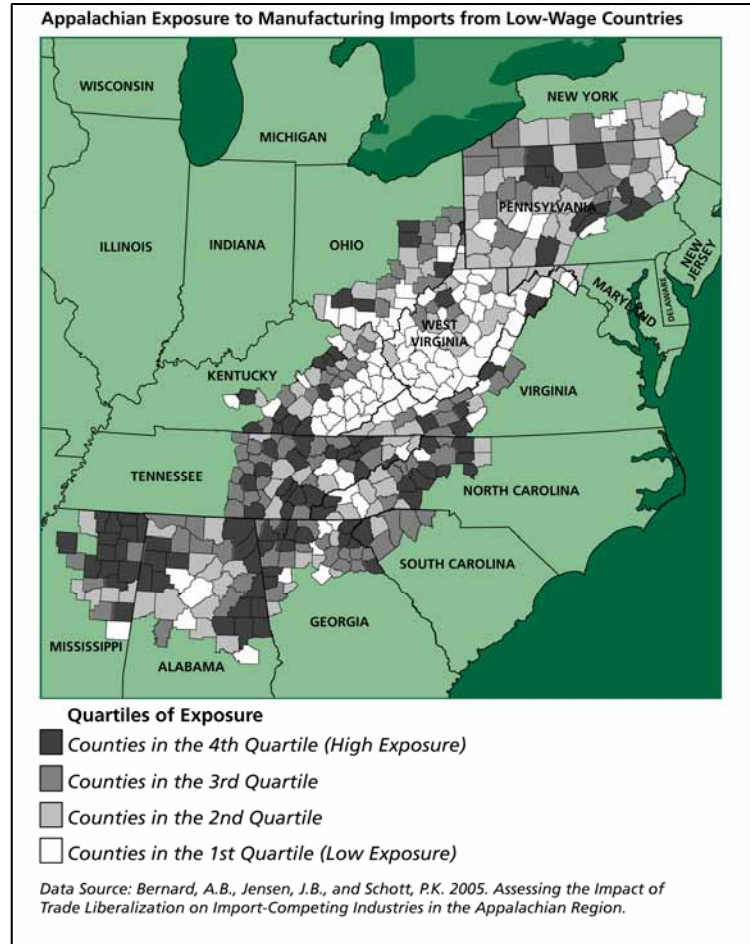 Appalachian Exposure to Manufacturing Imports from Low-Wage Countries
WISCONSIN
MICHIGAN
NEW YORK
PENNSYLVANIA
ILLINOIS
INDIANA
OHIO
NEW JERSEY
MARYLAND
DELAWARE
WEST
VIRGINIA
KENTUCKY
VIRGINIA
TENNESSEE
NORTH CAROLINA
SOUTH CAROLINA
GEORGIA
MISSISSIPPI
ALABAMA
Quartiles of Exposure
Counties in the 4th Quartile (High Exposure)
Counties in the 3rd Quartile
Counties in the 2nd Quartile
Counties in the 1st Quartile (Low Exposure)
Data Source: Bernard, A.B., Jensen, J.B., and Schott, P.K. 2005. Assessing the Impact of
Trade Liberalization on Import-Competing Industries in the Appalachian Region.